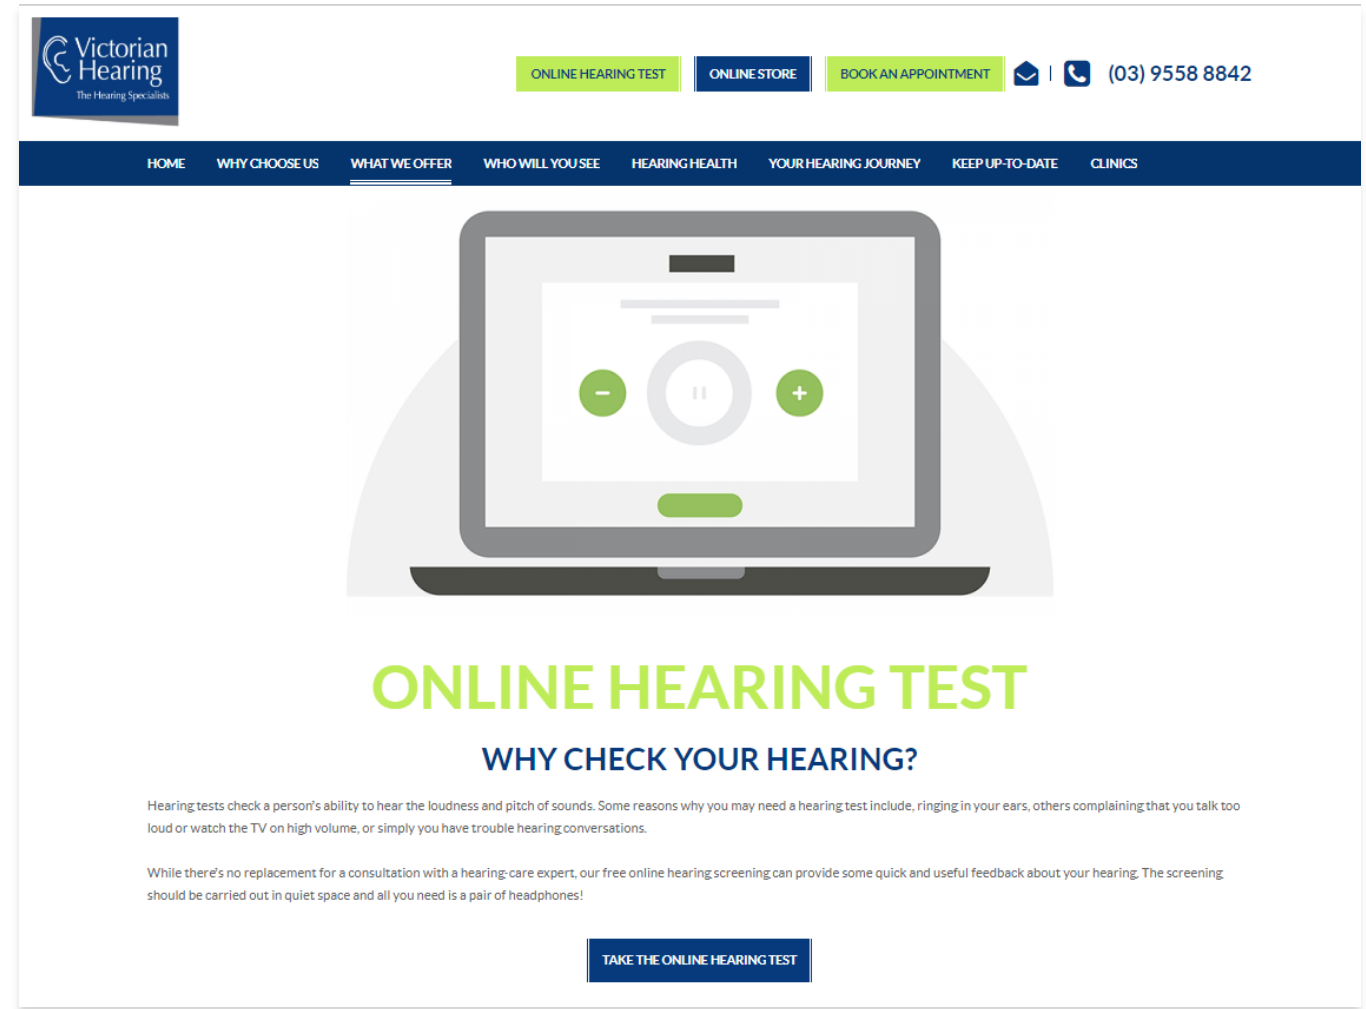 Victorian
Hearing
The Hearing Specialists
ONLINE HEARING TEST
ONLINE STORE
BOOK AN APPOINTMENT
(03) 9558 8842
HOME
WHY CHOOSE US
WHAT WE OFFER
WHO WILL YOU SEE
HEARING HEALTH
YOUR HEARING JOURNEY
KEEP UP-TO-DATE
CLINICS
ONLINE HEARING TEST
WHY CHECK YOUR HEARING?
Hearing tests check a person's ability to hear the loudness and pitch of sounds. Some reasons why you may need a hearing test include, ringing in your ears, others complaining that you talk too
loud or watch the TV on high volume, or simply you have trouble hearing conversations.
While there's no replacement for a consultation with a hearing-care expert, our free online hearing screening can provide some quick and useful feedback about your hearing. The screening
should be carried out in quiet space and all you need is a pair of headphones!
TAKE THE ONLINE HEARING TEST